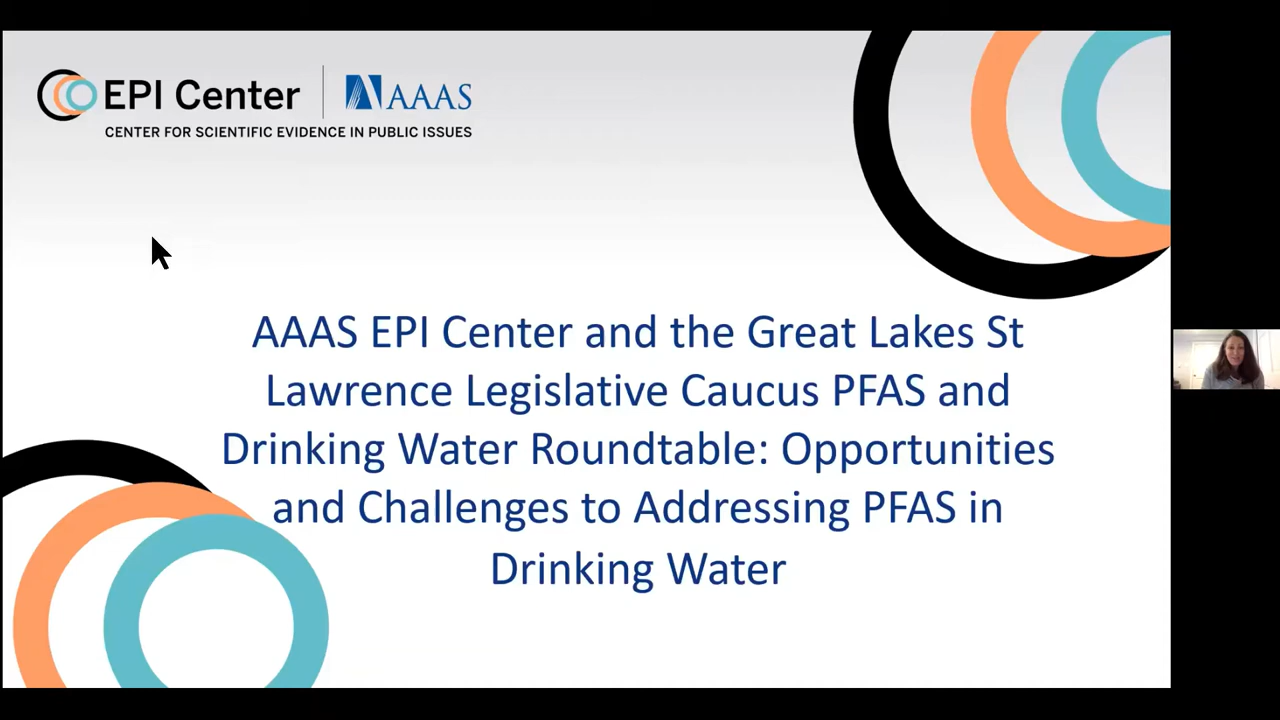 EPI Center
AAAS
CENTER FOR SCIENTIFIC EVIDENCE IN PUBLIC ISSUES
AAAS EPI Center and the Great Lakes St
Lawrence Legislative Caucus PFAS and
Drinking Water Roundtable: Opportunities
and Challenges to Addressing PFAS in
Drinking Water